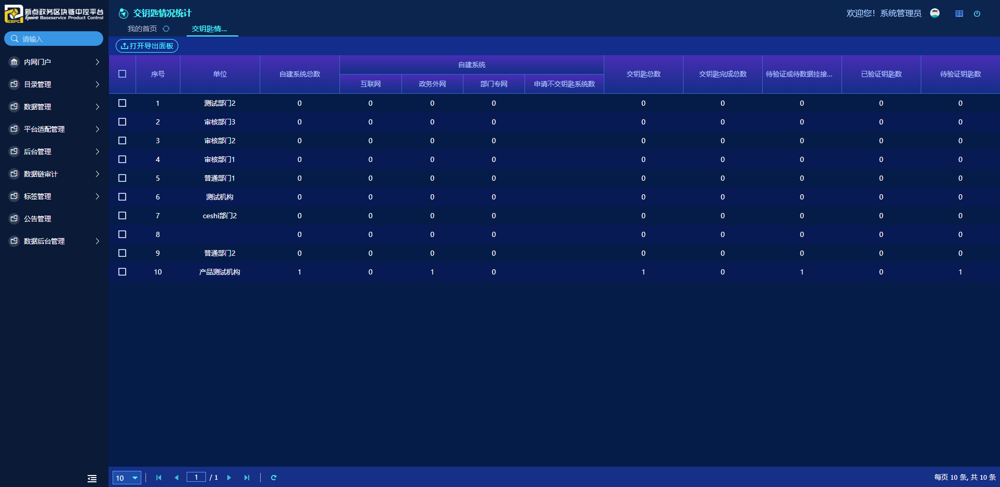 新点政务区块链中控平台
Epoint Baseservice Product Control
EBPC
请输入
内网门户
目录管理
数据管理
平台适配管理
后台管理
数据链审计
标签管理
公告管理
数据后台管理
交钥匙情况统计
欢迎您！系统管理员
我的首页 交钥匙情...
打开导出面板
序号 单位 自建系统总数 自建系统 交钥匙总数 交钥匙完成总数 待验证或待数据挂接... 已验证钥匙数 待验证钥匙数
互联网 政务外网 部门专网 申请不交钥匙系统数
1 测试部门2 0 0 0 0 0 0 0 0 0
2 审核部门3 0 0 0 0 0 0 0 0 0
3 审核部门2 0 0 0 0 0 0 0 0 0
4 审核部门1 0 0 0 0 0 0 0 0 0
5 普通部门1 0 0 0 0 0 0 0 0 0
6 测试机构 0 0 0 0 0 0 0 0 0
7 ceshi部门2 0 0 0 0 0 0 0 0 0
8 0 0 0 0 0 0 0 0 0
9 普通部门2 0 0 0 0 0 0 0 0 0
10 产品测试机构 1 0 1 0 1 0 1 0 1
10 1 / 1 每页 10 条, 共 10 条